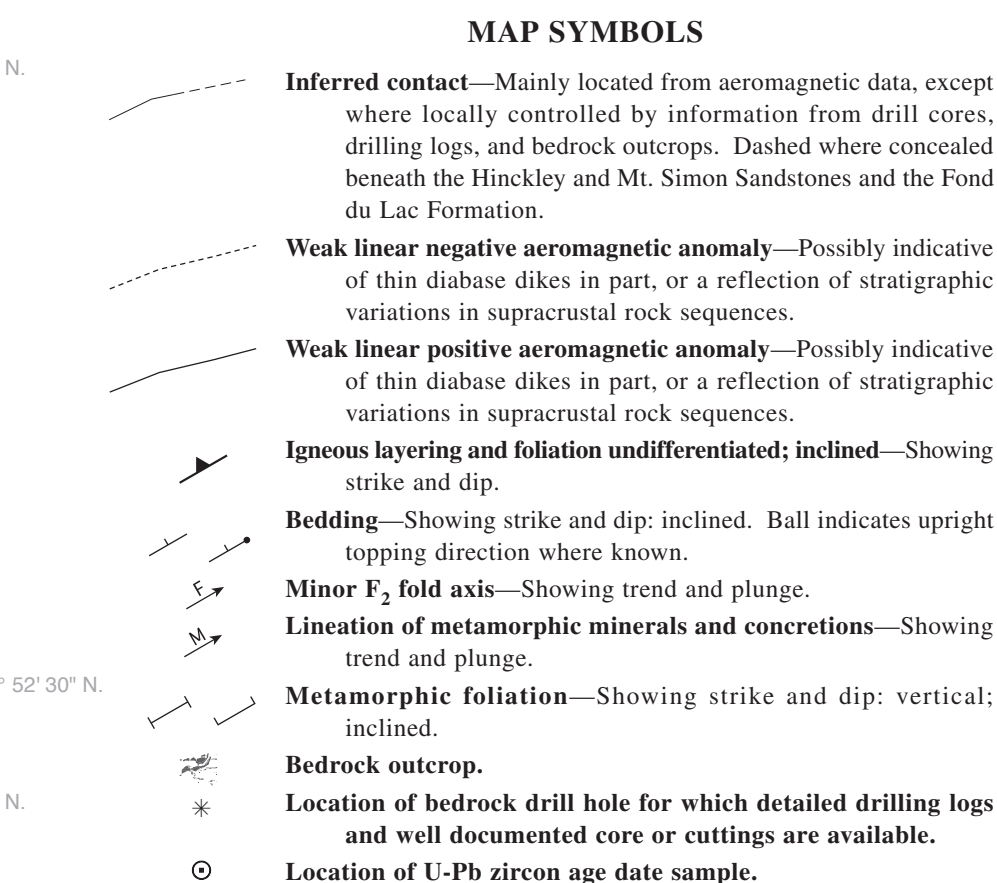 MAP SYMBOLS
N.
Inferred contact—Mainly located from aeromagnetic data, except
where locally controlled by information from drill cores,
drilling logs, and bedrock outcrops. Dashed where concealed
beneath the Hinckley and Mt. Simon Sandstones and the Fond
du Lac Formation.
Weak linear negative aeromagnetic anomaly—Possibly indicative
of thin diabase dikes in part, or a reflection of stratigraphic
variations in supracrustal rock sequences.
Weak linear positive aeromagnetic anomaly—Possibly indicative
of thin diabase dikes in part, or a reflection of stratigraphic
variations in supracrustal rock sequences.
Igneous layering and foliation undifferentiated; inclined—Showing
strike and dip.
Bedding—Showing strike and dip: inclined. Ball indicates upright
topping direction where known.
F
Minor F₂ fold axis—Showing trend and plunge.
M
Lineation of metamorphic minerals and concretions—Showing
trend and plunge.
° 52' 30" N.
Metamorphic foliation—Showing strike and dip: vertical;
inclined.
Bedrock outcrop.
N.
Location of bedrock drill hole for which detailed drilling logs
and well documented core or cuttings are available.
Location of U-Pb zircon age date sample.